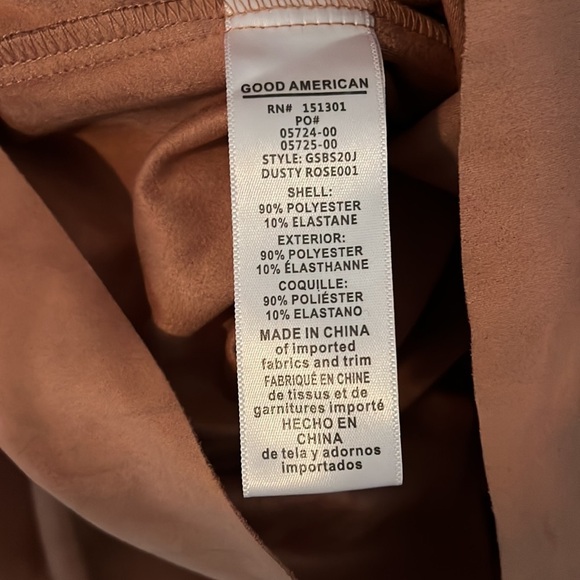 GOOD AMERICAN
RN# 151301
PO#
05724-00
05725-00
STYLE: GSBS20J
DUSTY ROSE001
SHELL:
90% POLYESTER
10% ELASTANE
EXTERIOR:
90% POLYESTER
10% ÉLASTHANNE
COQUILLE:
90% POLIÉSTER
10% ELASTANO
MADE IN CHINA
of imported
fabrics and trim
FABRIQUÉ EN CHINE
de tissus et de
garnitures importé
HECHO EN
CHINA
de tela y adornos
importados